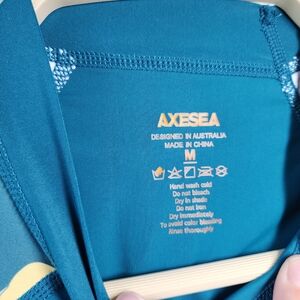 AXESEA
DESIGNED IN AUSTRALIA
MADE IN CHINA
M
Hand wash cold
Do not bleach
Dry in shade
Do not iron
Dry immediately
To avoid color bleeding
Rinse thoroughly